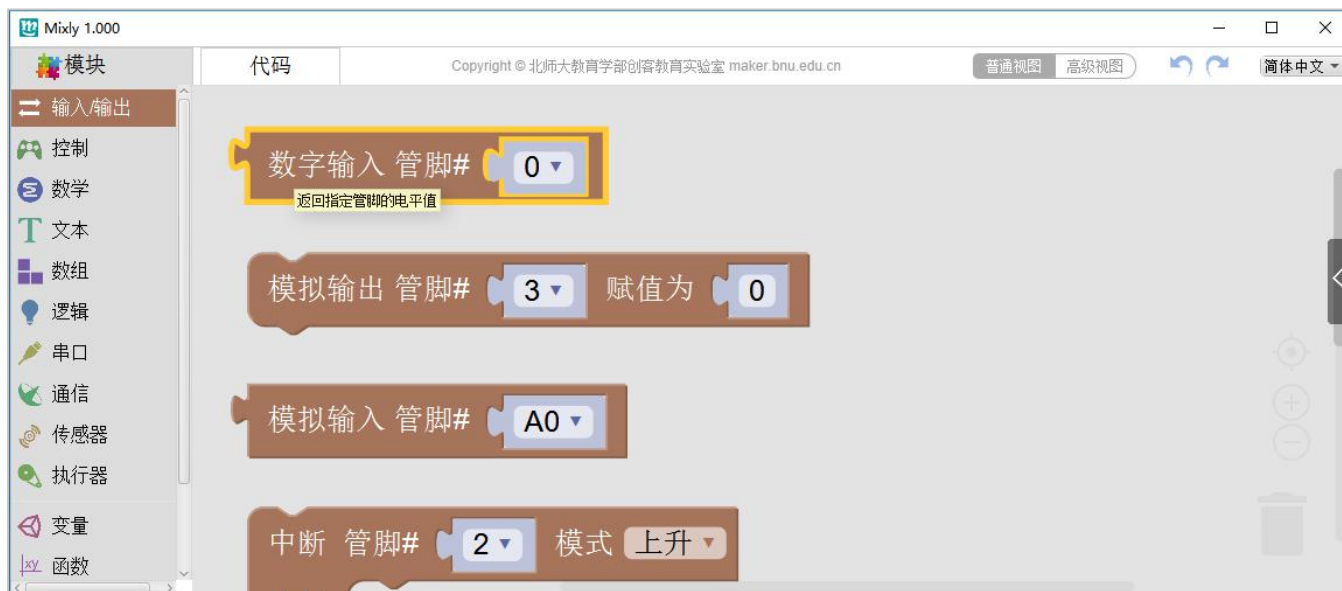 Mixly 1.000
模块 代码 Copyright © 北师大教育学部创客教育实验室 maker.bnu.edu.cn 普通视图 高级视图 简体中文
输入/输出
控制
数学
文本
数组
逻辑
串口
通信
传感器
执行器
变量
函数
数字输入 管脚# 0
返回指定管脚的电平值
模拟输出 管脚# 3 赋值为 0
模拟输入 管脚# A0
中断 管脚# 2 模式 上升